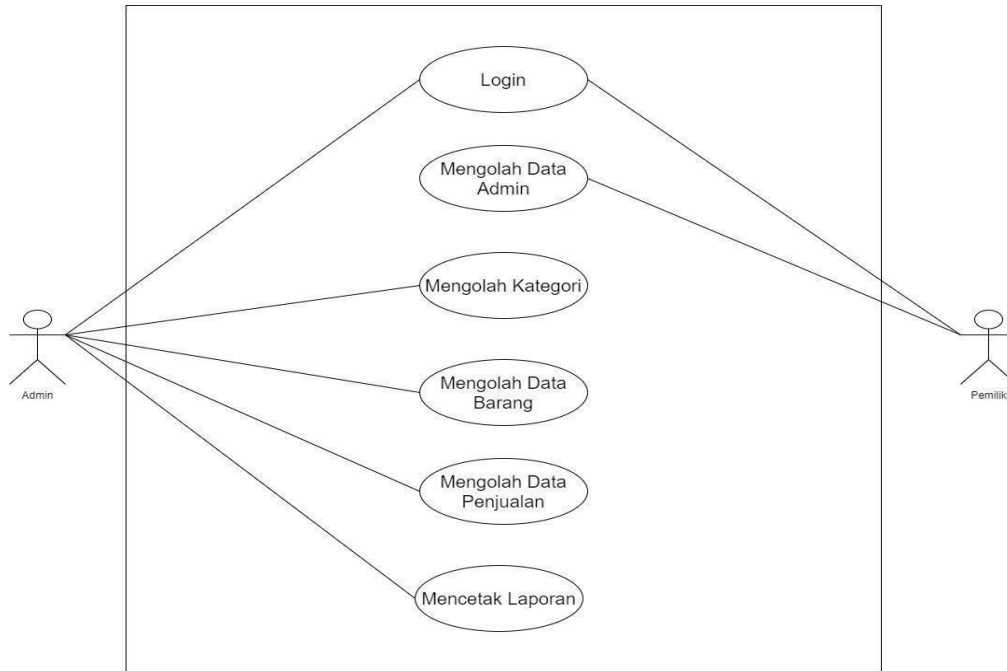 Login
Mengolah Data
Admin
Mengolah Kategori
Mengolah Data
Barang
Mengolah Data
Penjualan
Mencetak Laporan
Admin
Pemilik